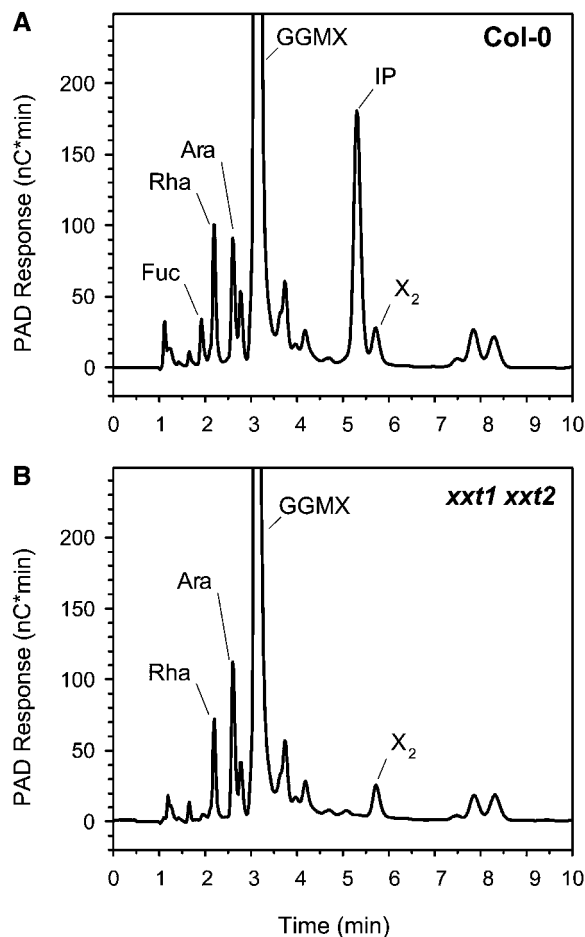 A
Col-0
GGMX
IP
Ara
Rha
Fuc
X₂
PAD Response (nC*min)
200
150
100
50
0
0 1 2 3 4 5 6 7 8 9 10
B
xxt1 xxt2
GGMX
Ara
Rha
X₂
PAD Response (nC*min)
200
150
100
50
0
0 1 2 3 4 5 6 7 8 9 10
Time (min)